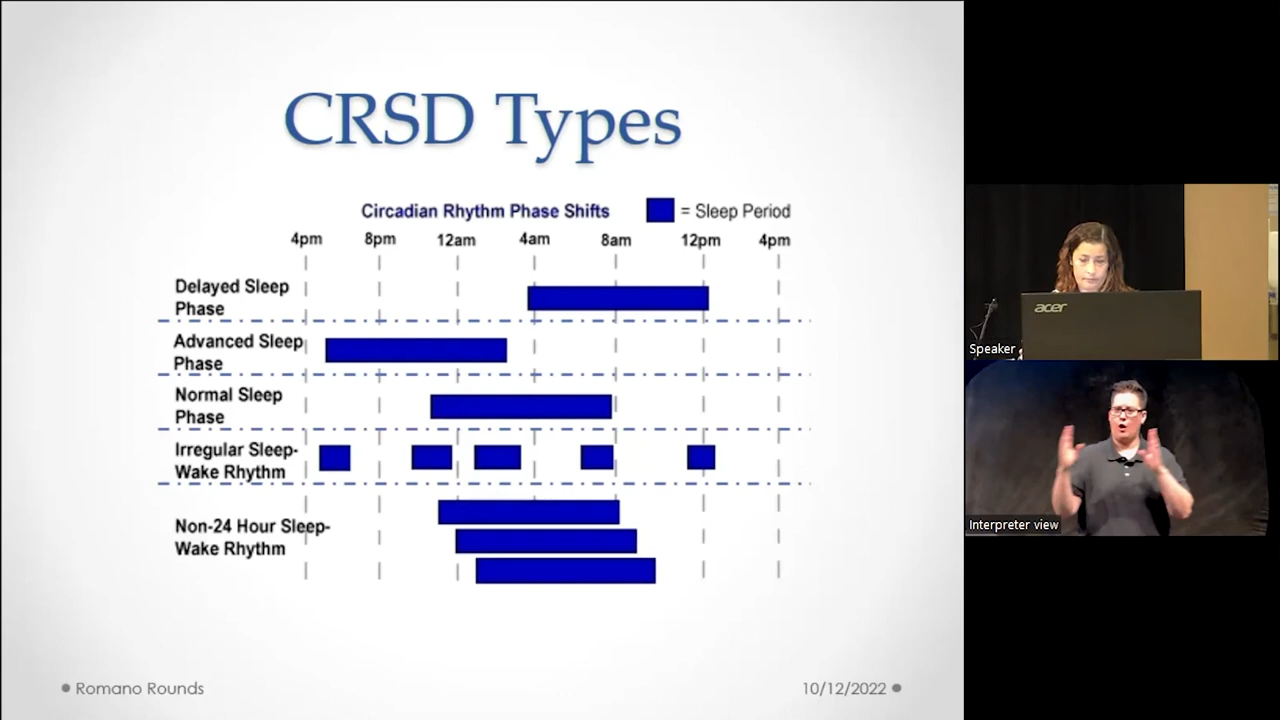 CRSD Types
Circadian Rhythm Phase Shifts
= Sleep Period
4pm 8pm 12am 4am 8am 12pm 4pm
Delayed Sleep
Phase
Advanced Sleep
Phase
Normal Sleep
Phase
Irregular Sleep-
Wake Rhythm
Non-24 Hour Sleep-
Wake Rhythm
Romano Rounds
10/12/2022
acer
Speaker
Interpreter view